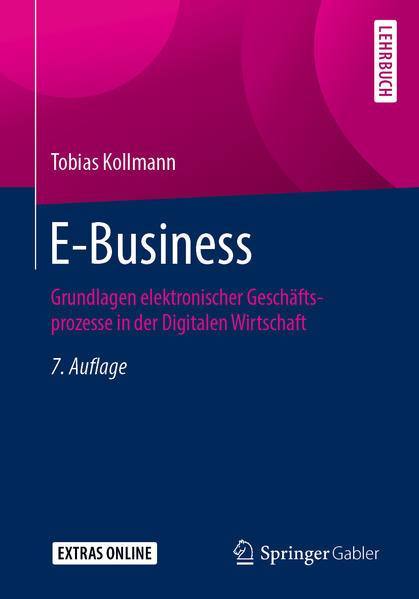 LEHRBUCH
Tobias Kollmann
E-Business
Grundlagen elektronischer Geschäfts-
prozesse in der Digitalen Wirtschaft
7. Auflage
EXTRAS ONLINE
Springer Gabler